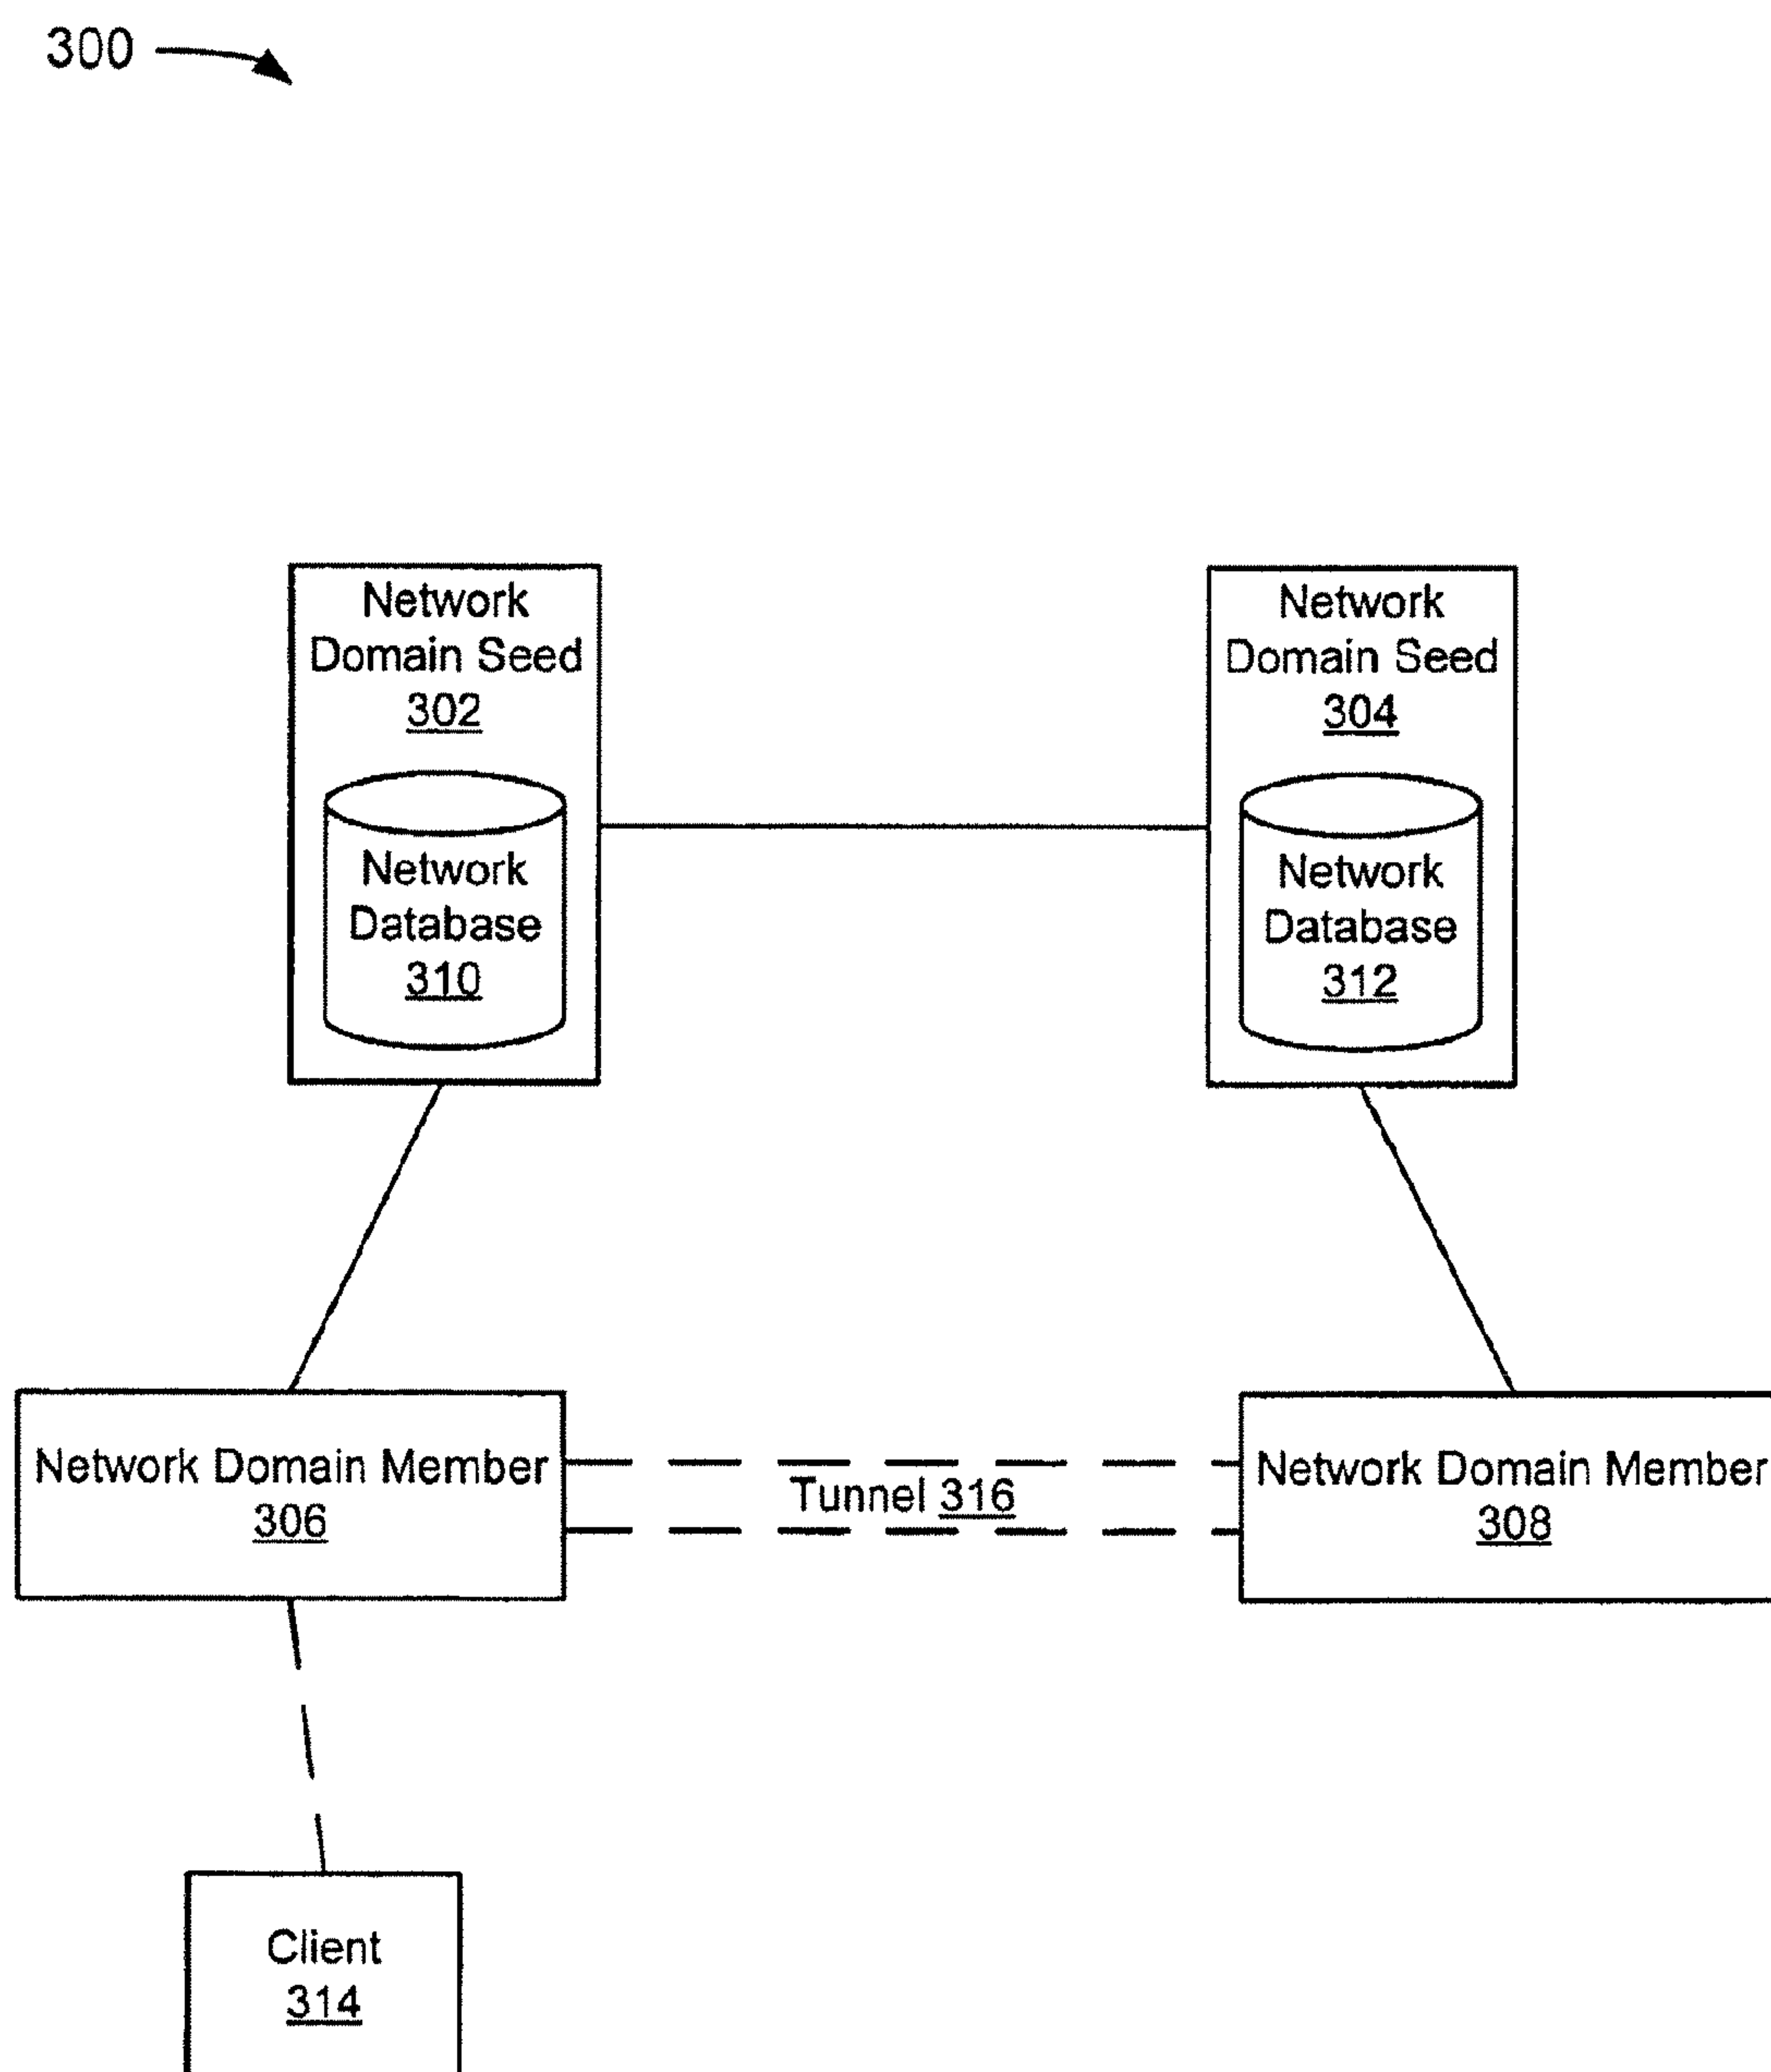 300
Network
Domain Seed
302
Network
Database
310
Network
Domain Seed
304
Network
Database
312
Network Domain Member
306
Tunnel 316
Network Domain Member
308
Client
314